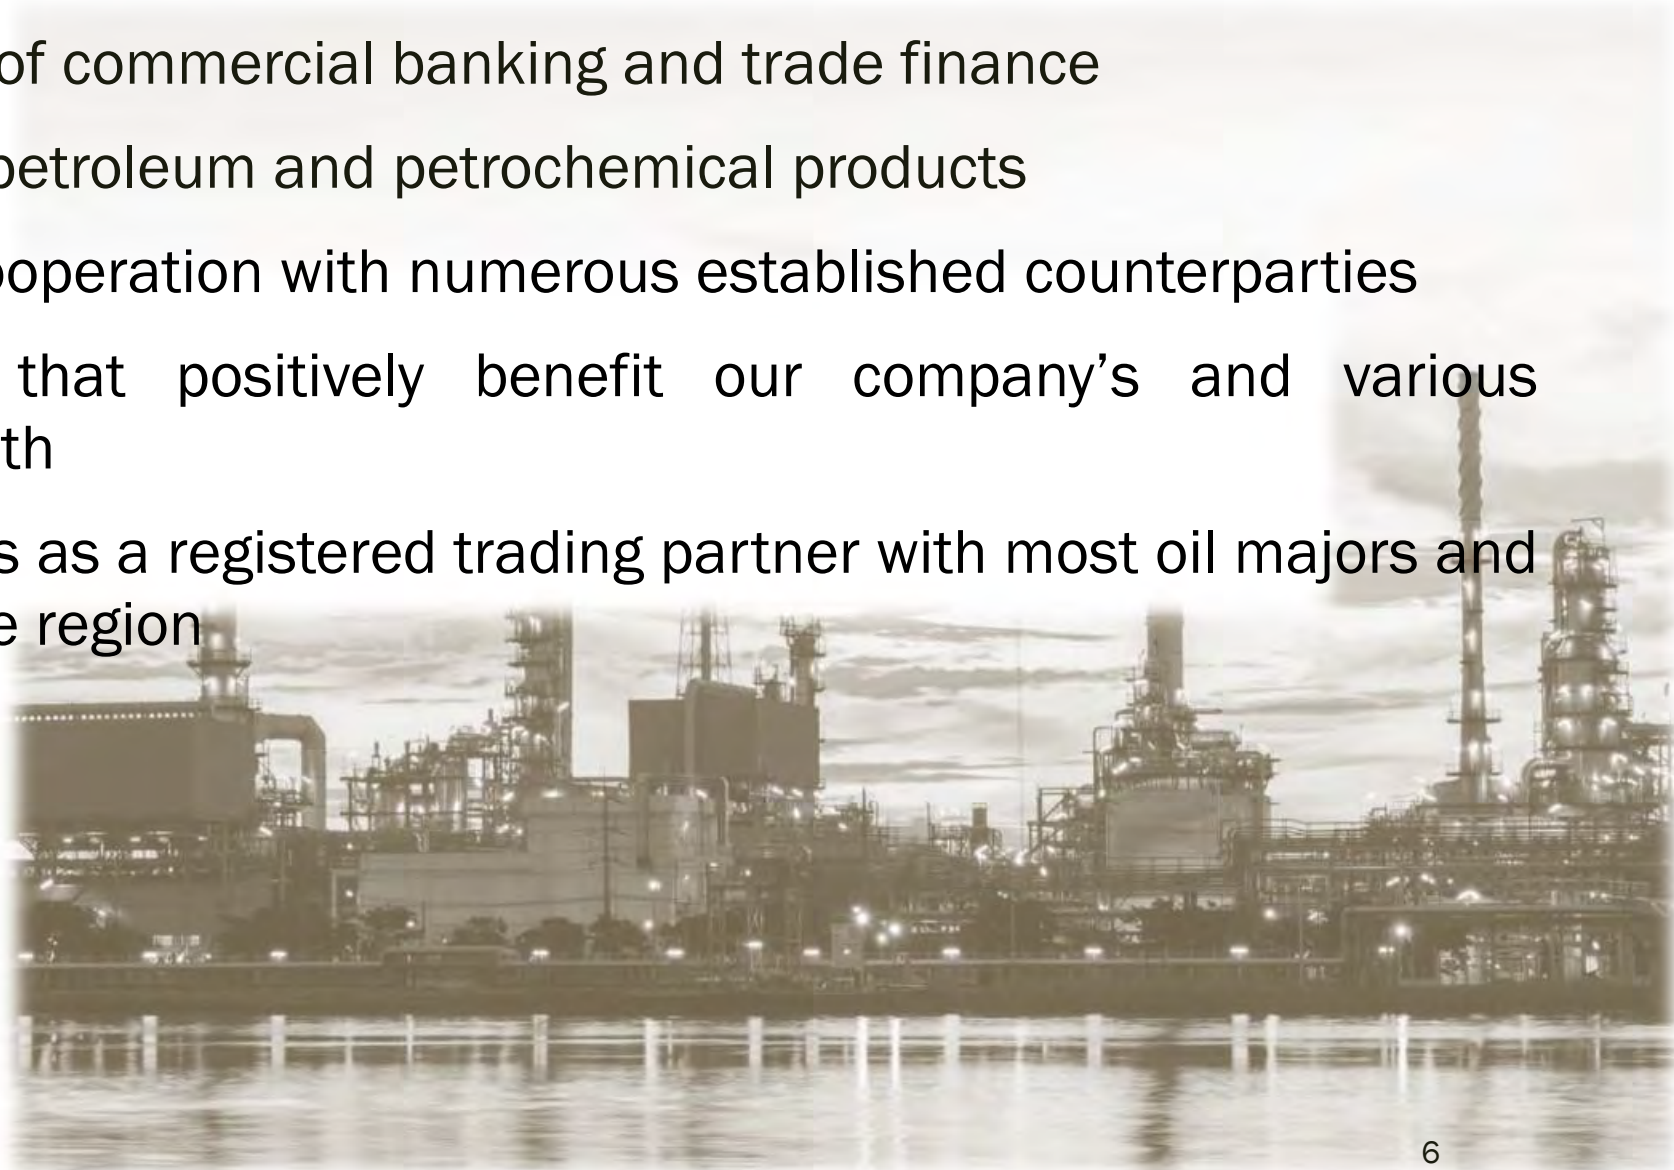 of commercial banking and trade finance
petroleum and petrochemical products
ooperation with numerous established counterparties
that positively benefit our company’s and various
th
s as a registered trading partner with most oil majors and
e region
6